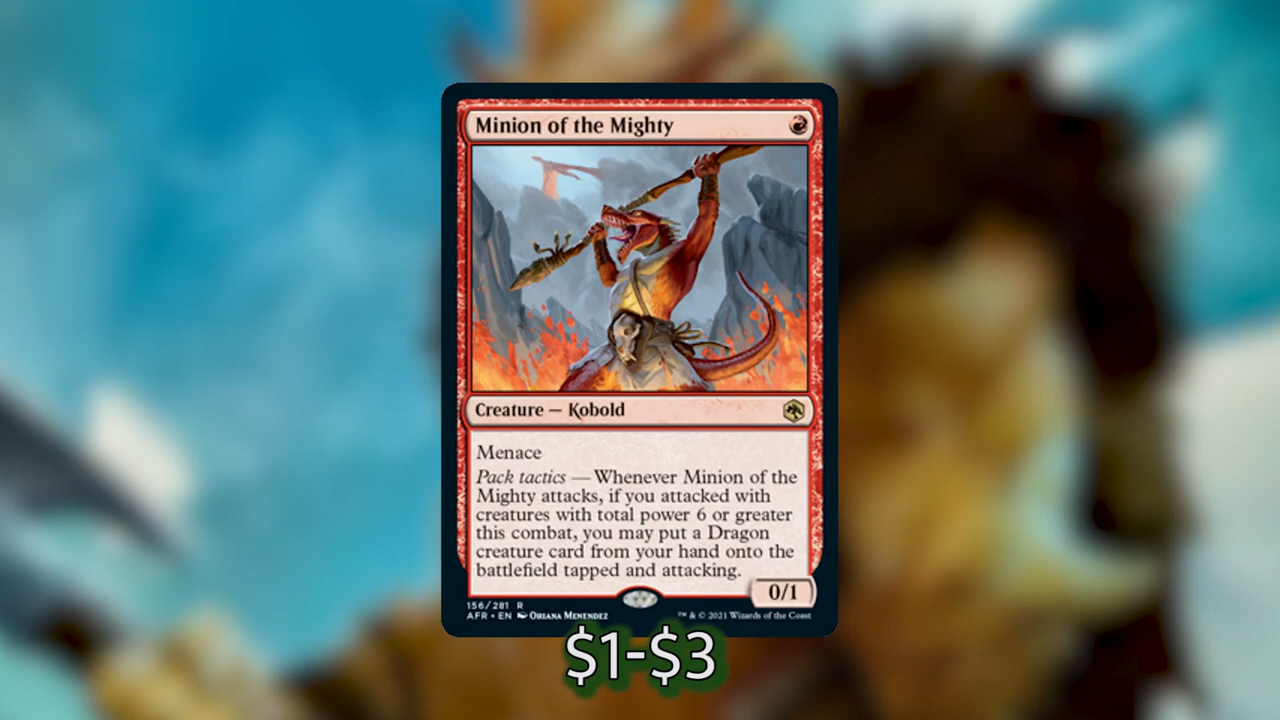 Minion of the Mighty
Creature — Kobold
Menace
Pack tactics — Whenever Minion of the
Mighty attacks, if you attacked with
creatures with total power 6 or greater
this combat, you may put a Dragon
creature card from your hand onto the
battlefield tapped and attacking.
0/1
156/281 R
AFR • EN Oriana Menendez
™ & © 2021 Wizards of the Coast
$1-$3